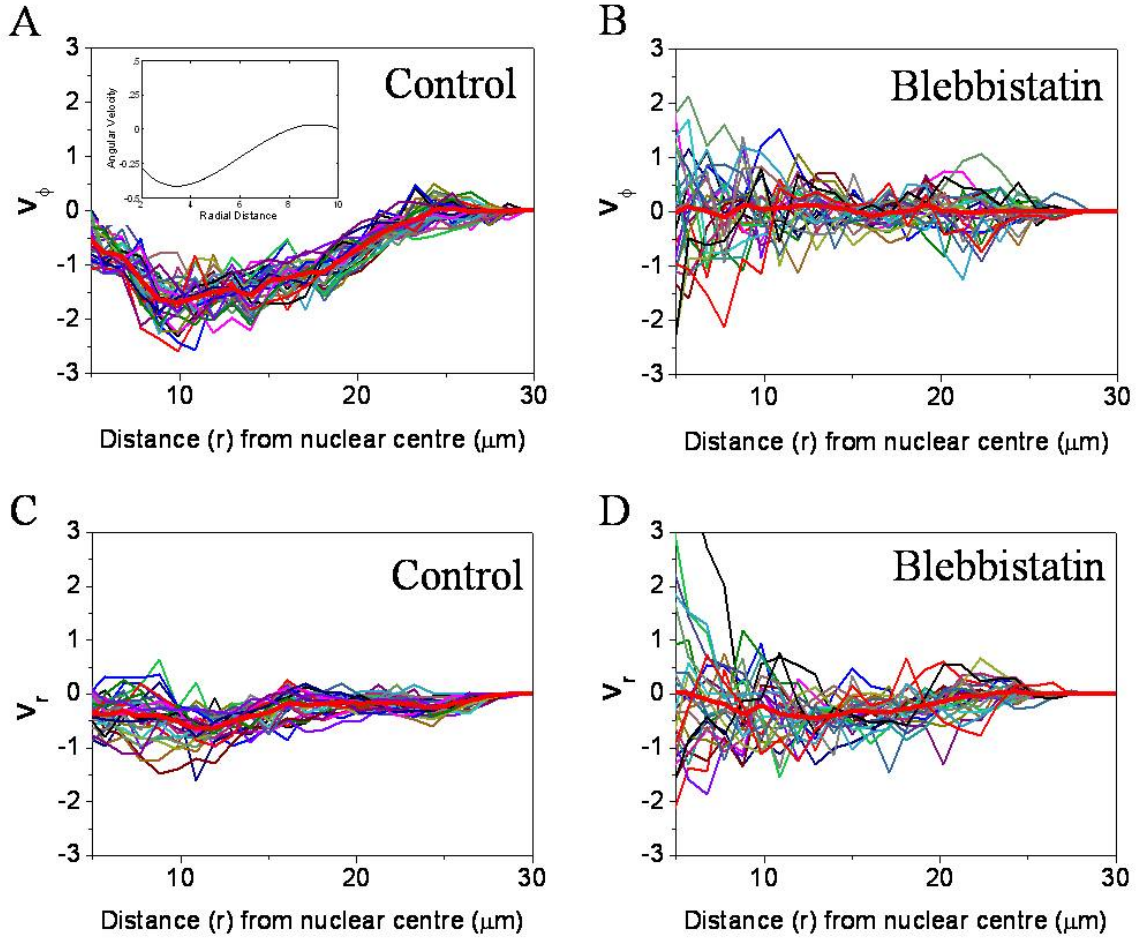 A
B
3
2
1
0
-1
-2
-3
Control
.5
.25
0
-0.25
-0.5
2
4
6
8
10
Angular Velocity
Radial Distance
vϕ
10
20
30
Distance (r) from nuclear centre (μm)
3
2
1
0
-1
-2
-3
Blebbistatin
vϕ
10
20
30
Distance (r) from nuclear centre (μm)
C
D
3
2
1
0
-1
-2
-3
Control
vr
10
20
30
Distance (r) from nuclear centre (μm)
3
2
1
0
-1
-2
-3
Blebbistatin
vr
10
20
30
Distance (r) from nuclear centre (μm)